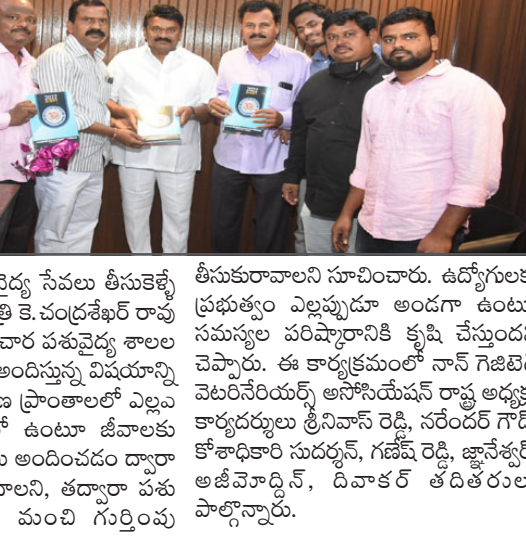 వైద్య సేవలు తీసుకెళ్ళే
త్రి కె.చంద్రశేఖర్ రావు
చార పశువైద్య శాలల
అందిస్తున్న విషయాన్ని
ణ ప్రాంతాలలో ఎల్లవ
లో ఉంటూ జీవాలకు
అందించడం ద్వారా
వాలని, తద్వారా పశు
మంచి గుర్తింపు
తీసుకురావాలని సూచించారు. ఉద్యోగులక
ప్రభుత్వం ఎల్లప్పుడూ అండగా ఉంటూ
సమస్యల పరిష్కారానికి కృషి చేస్తుందన
చెప్పారు. ఈ కార్యక్రమంలో నాన్ గెజిటెడ
వెటరినేరియర్స్ అసోసియేషన్ రాష్ట్ర అధ్యక్ష
కార్యదర్శులు శ్రీనివాస్ రెడ్డి, నరేందర్ గౌడ్
కోశాధికారి సుదర్శన్, గణేష్ రెడ్డి, జ్ఞానేశ్వర్
అజీమోద్దిన్, దివాకర్ తదితరుల
పాల్గొన్నారు.